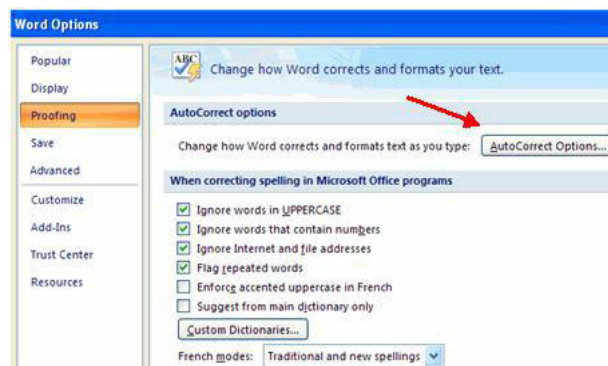 Word Options
Popular
Display
Proofing
Save
Advanced
Customize
Add-Ins
Trust Center
Resources
ABC
Change how Word corrects and formats your text.
AutoCorrect options
Change how Word corrects and formats text as you type: AutoCorrect Options...
When correcting spelling in Microsoft Office programs
Ignore words in UPPERCASE
Ignore words that contain numbers
Ignore Internet and file addresses
Flag repeated words
Enforce accented uppercase in French
Suggest from main dictionary only
Custom Dictionaries...
French modes: Traditional and new spellings